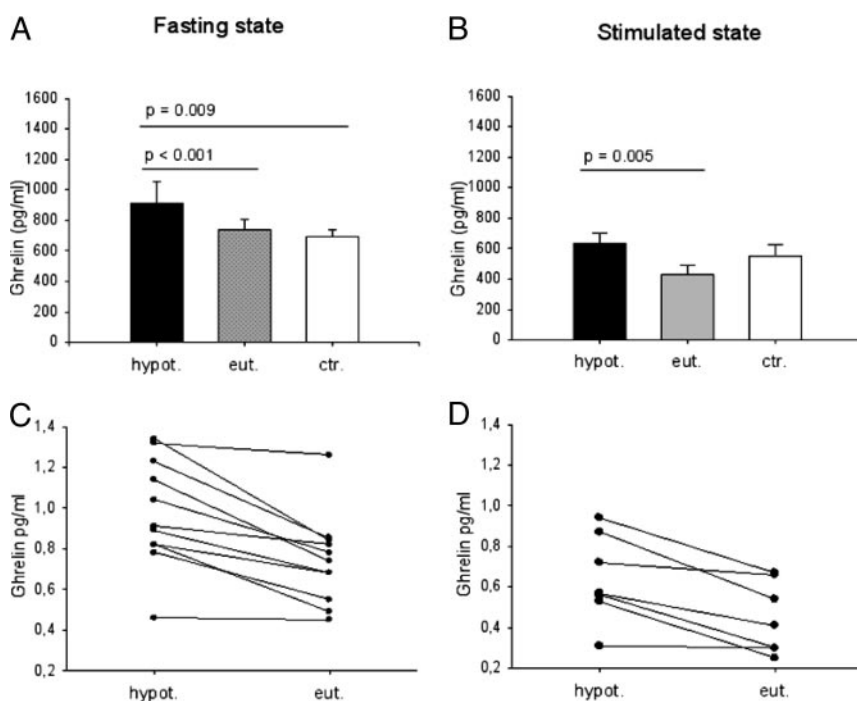 A
Fasting state
Ghrelin (pg/ml)
1600
1400
1200
1000
800
600
400
200
0
p = 0.009
p < 0.001
hypot.
eut.
ctr.
B
Stimulated state
Ghrelin (pg/ml)
1600
1400
1200
1000
800
600
400
200
0
p = 0.005
hypot.
eut.
ctr.
C
Ghrelin pg/ml
1,4
1,2
1,0
0,8
0,6
0,4
0,2
hypot.
eut.
D
Ghrelin pg/ml
1,4
1,2
1,0
0,8
0,6
0,4
0,2
hypot.
eut.